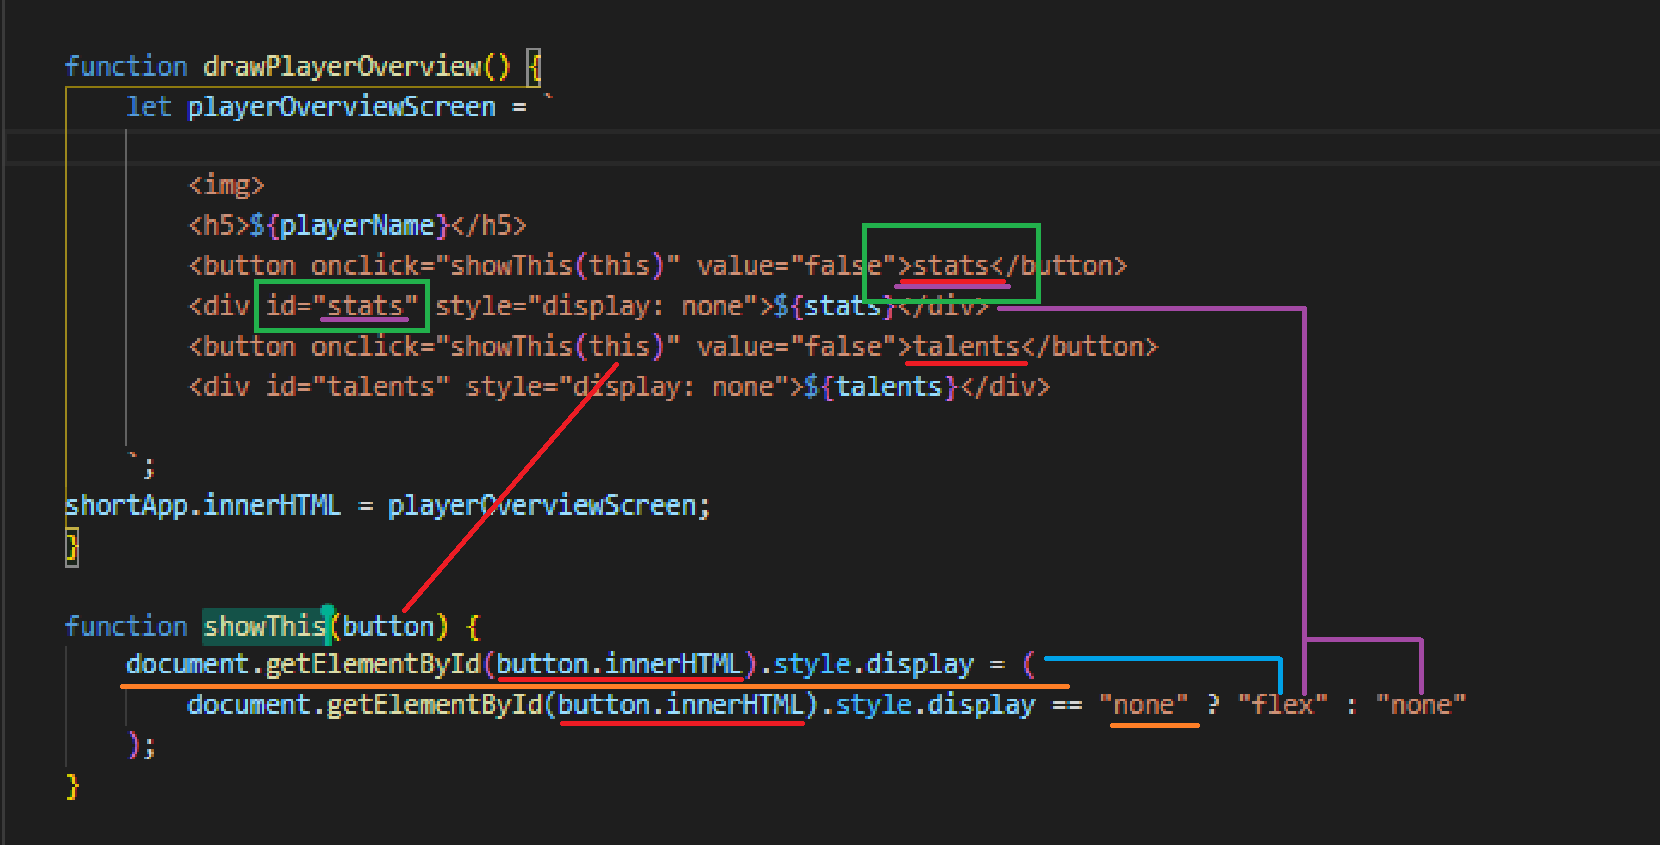 function drawPlayerOverview() {
let playerOverviewScreen = `
<img>
<h5>${playerName}</h5>
<button onclick="showThis(this)" value="false">stats</button>
<div id="stats" style="display: none">${stats}</div>
<button onclick="showThis(this)" value="false">talents</button>
<div id="talents" style="display: none">${talents}</div>
`;
shortApp.innerHTML = playerOverviewScreen;
}
function showThis(button) {
document.getElementById(button.innerHTML).style.display = (
document.getElementById(button.innerHTML).style.display == "none" ? "flex" : "none"
);
}